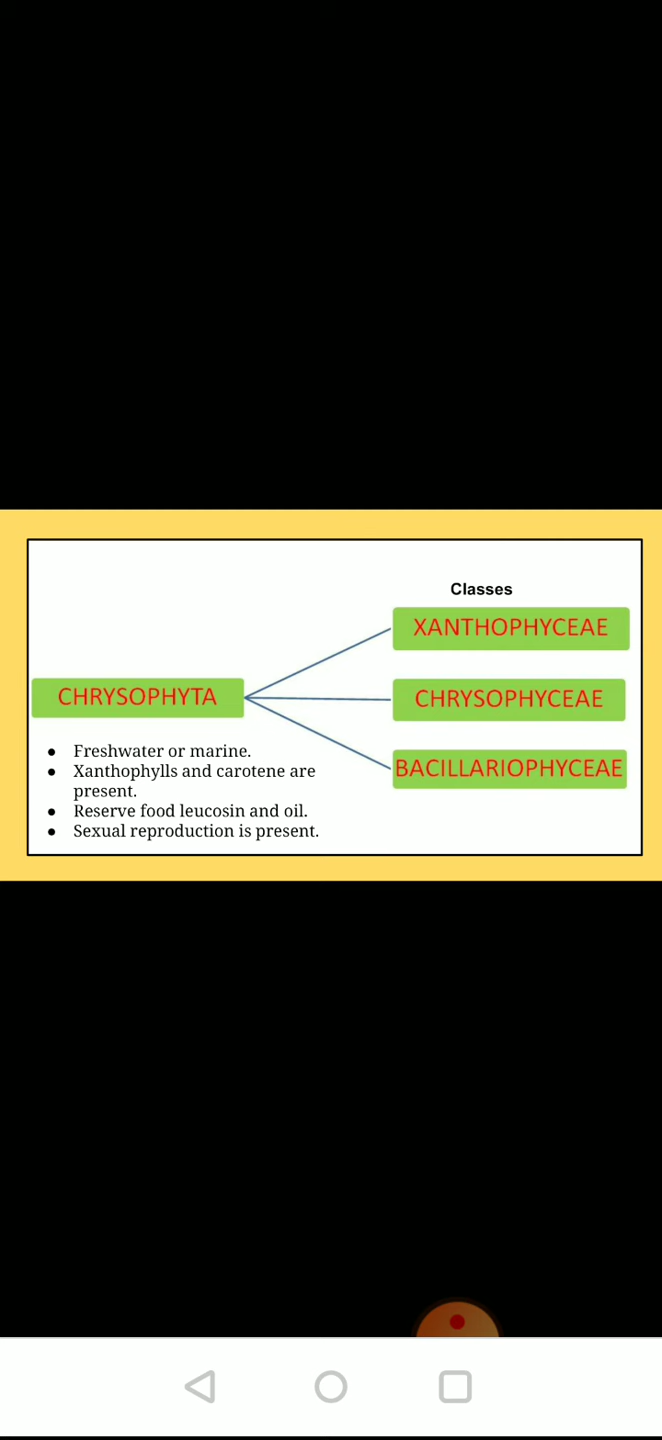 Classes
XANTHOPHYCEAE
CHRYSOPHYTA
CHRYSOPHYCEAE
BACILLARIOPHYCEAE
● Freshwater or marine.
● Xanthophylls and carotene are
present.
● Reserve food leucosin and oil.
● Sexual reproduction is present.